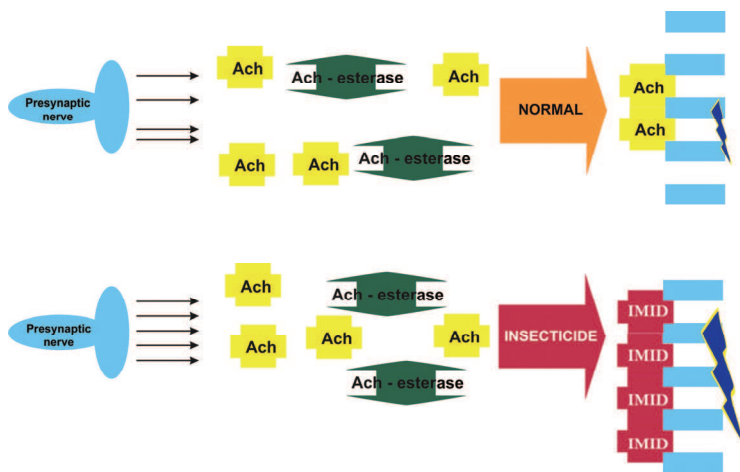 Ach
Ach - esterase
Ach
Presynaptic
nerve
NORMAL
Ach
Ach
Ach
Ach
Ach - esterase
Ach
Ach - esterase
Presynaptic
nerve
Ach
Ach
Ach
INSECTICIDE
Ach - esterase
IMID
IMID
IMID
IMID